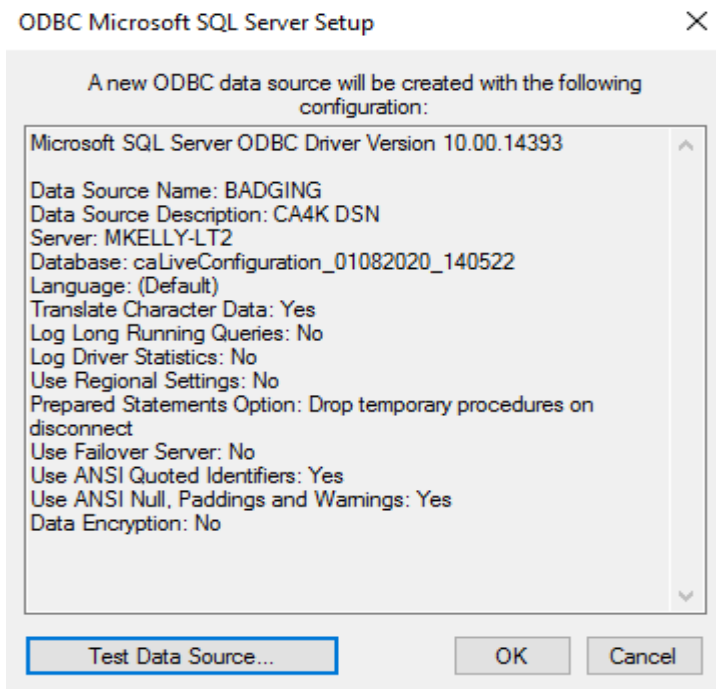 ODBC Microsoft SQL Server Setup
A new ODBC data source will be created with the following
configuration:
Microsoft SQL Server ODBC Driver Version 10.00.14393
Data Source Name: BADGING
Data Source Description: CA4K DSN
Server: MKELLY-LT2
Database: caLiveConfiguration_01082020_140522
Language: (Default)
Translate Character Data: Yes
Log Long Running Queries: No
Log Driver Statistics: No
Use Regional Settings: No
Prepared Statements Option: Drop temporary procedures on
disconnect
Use Failover Server: No
Use ANSI Quoted Identifiers: Yes
Use ANSI Null, Paddings and Warnings: Yes
Data Encryption: No
Test Data Source... OK Cancel